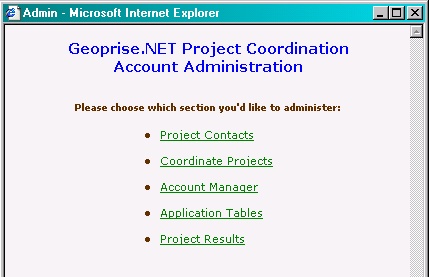 Admin - Microsoft Internet Explorer
Geoprise.NET Project Coordination
Account Administration
Please choose which section you'd like to administer:
Project Contacts
Coordinate Projects
Account Manager
Application Tables
Project Results